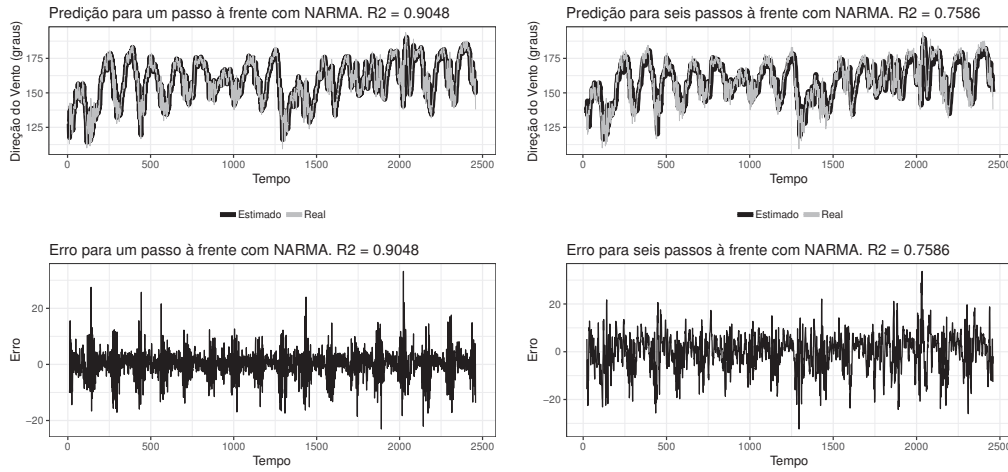 Predição para um passo à frente com NARMA. R2 = 0.9048
Direção do Vento (graus)
175
150
125
0 500 1000 1500 2000 2500
Tempo
Predição para seis passos à frente com NARMA. R2 = 0.7586
Direção do Vento (graus)
175
150
125
0 500 1000 1500 2000 2500
Tempo
Estimado Real
Estimado Real
Erro para um passo à frente com NARMA. R2 = 0.9048
Erro
20
0
−20
0 500 1000 1500 2000 2500
Tempo
Erro para seis passos à frente com NARMA. R2 = 0.7586
Erro
20
0
−20
0 500 1000 1500 2000 2500
Tempo